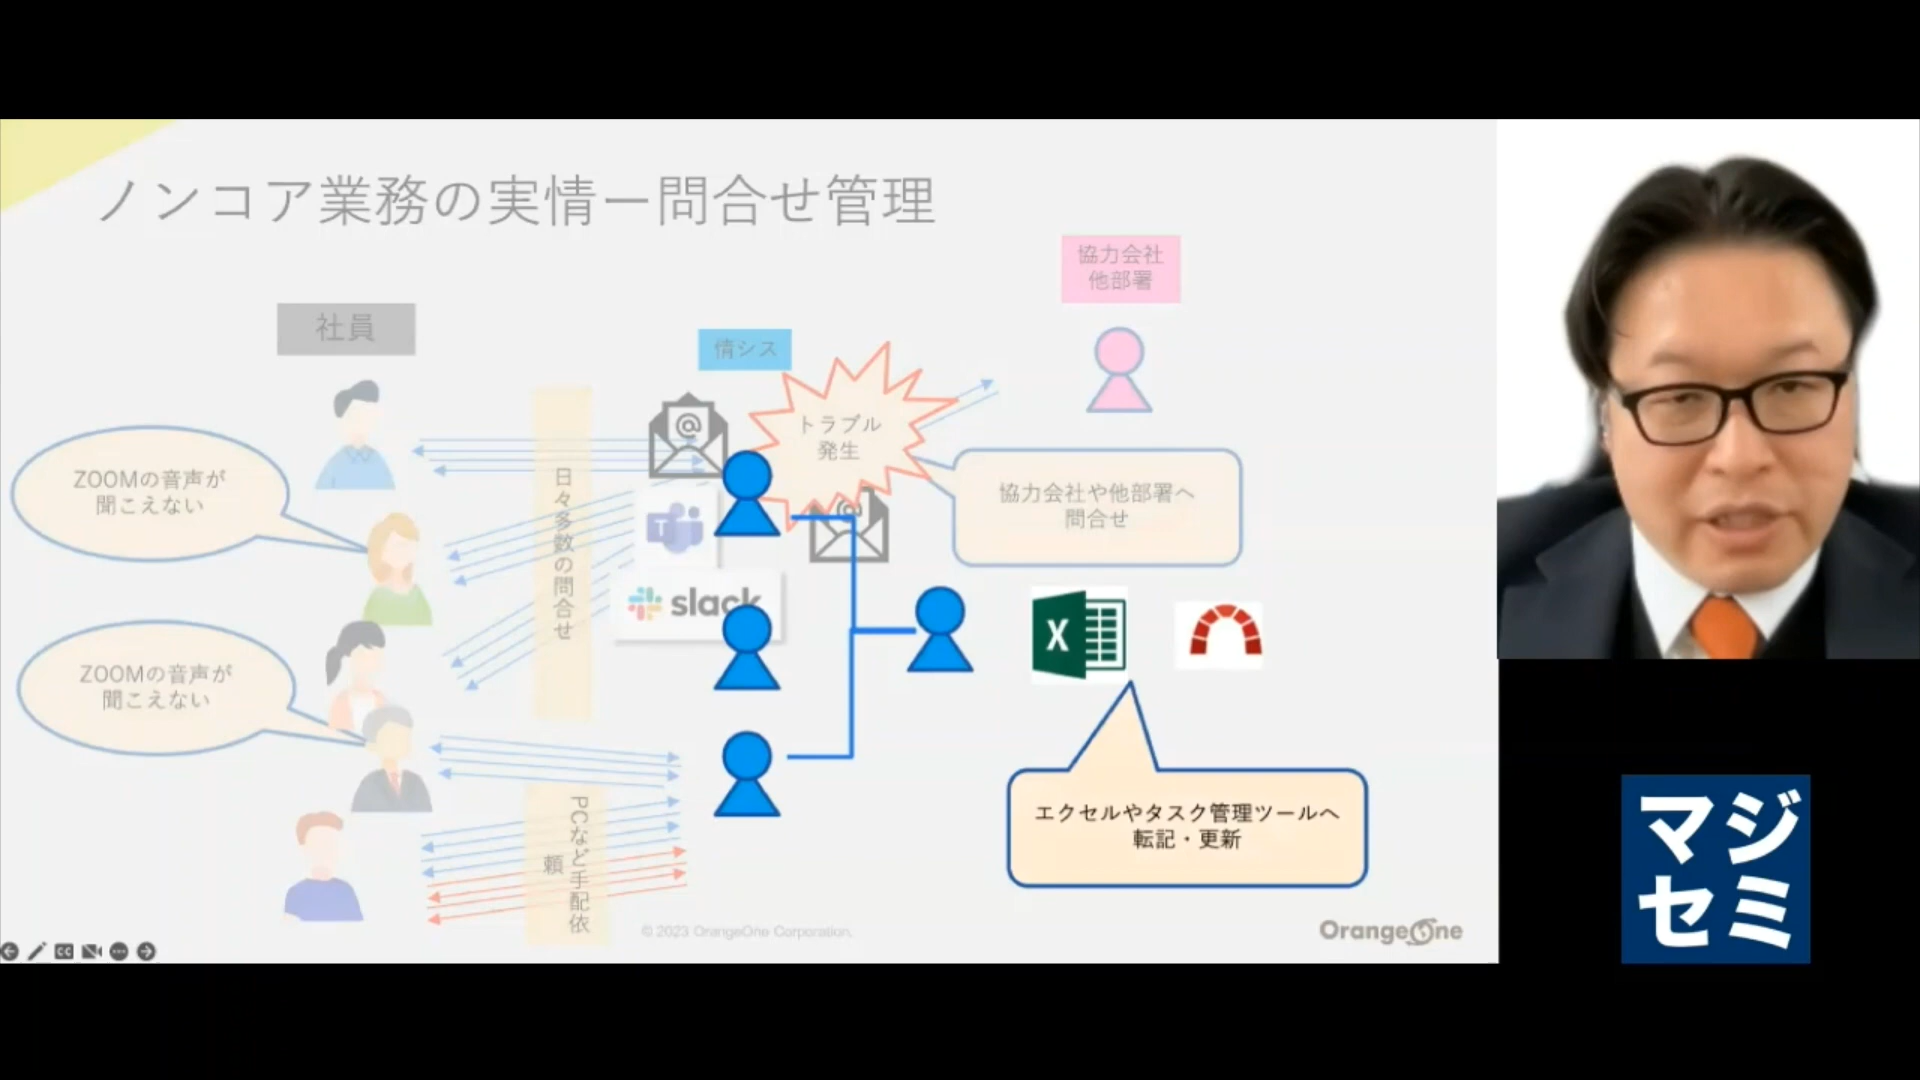 ノンコア業務の実情ー問合せ管理
協力会社
他部署
社員
情シス
トラブル
発生
ZOOMの音声が
聞こえない
日々多数の問合せ
協力会社や他部署へ
問合せ
slack
ZOOMの音声が
聞こえない
X
エクセルやタスク管理ツールへ
転記・更新
PCなど手配依
頼
© 2023 OrangeOne Corporation.
OrangeOne
マジ
セミ
CC
T
@
@